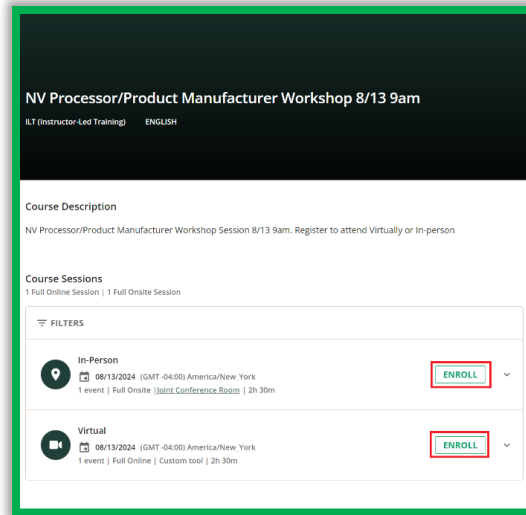 NV Processor/Product Manufacturer Workshop 8/13 9am
ILT (Instructor-Led Training) ENGLISH
Course Description
NV Processor/Product Manufacturer Workshop Session 8/13 9am. Register to attend Virtually or In-person
Course Sessions
1 Full Online Session | 1 Full Onsite Session
FILTERS
In-Person
08/13/2024 (GMT -04:00) America/New_York
1 event | Full Onsite |Joint Conference Room | 2h 30m
ENROLL
Virtual
08/13/2024 (GMT -04:00) America/New_York
1 event | Full Online | Custom tool | 2h 30m
ENROLL